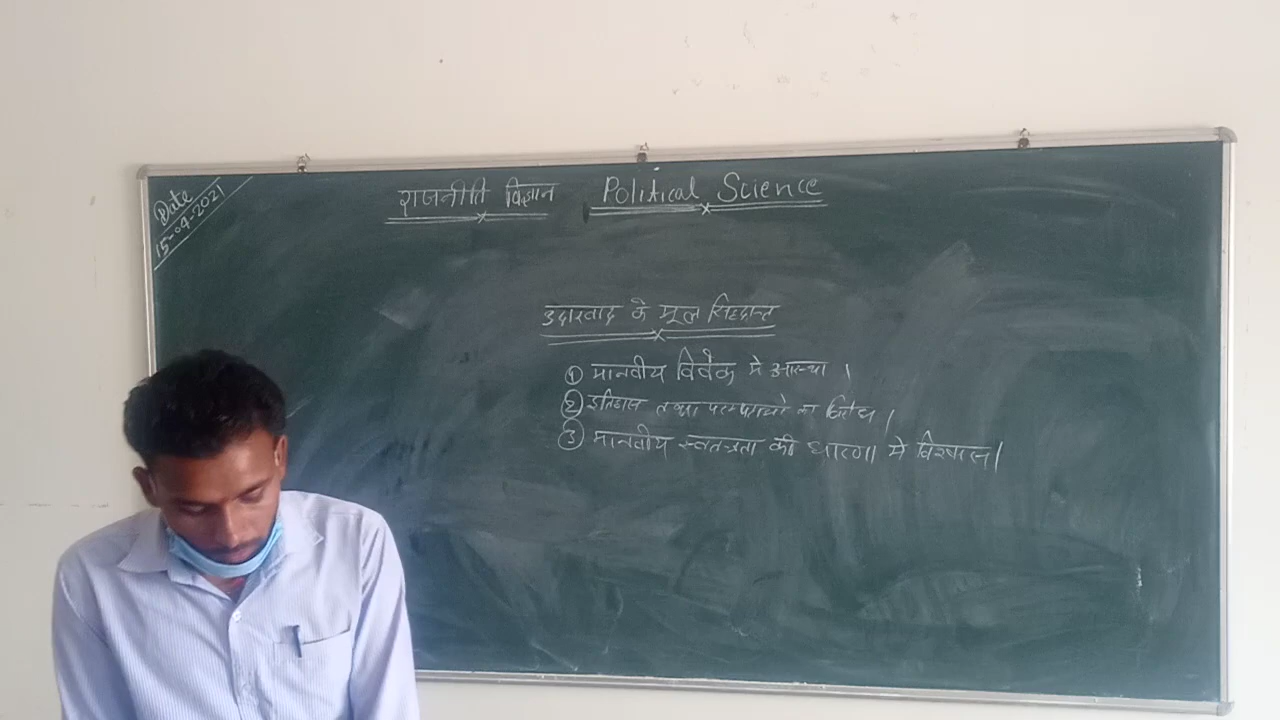 Date
15-04-2021
राजनीति विज्ञान Political Science
उदारवाद के मूल सिद्धान्त
① मानवीय विवेक मे आस्था ।
② इतिहास तथा परम्पराओ का विरोध ।
③ मानवीय स्वतन्त्रता की धारणा मे विश्वास ।